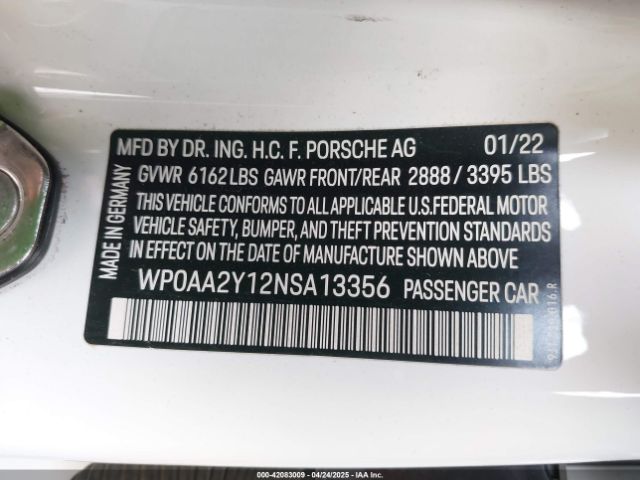 MFD BY DR. ING. H.C. F. PORSCHE AG 01/22
GVWR 6162 LBS GAWR FRONT/REAR 2888 / 3395 LBS
THIS VEHICLE CONFORMS TO ALL APPLICABLE U.S.FEDERAL MOTOR
VEHICLE SAFETY, BUMPER, AND THEFT PREVENTION STANDARDS
IN EFFECT ON THE DATE OF MANUFACTURE SHOWN ABOVE.
WP0AA2Y12NSA13356 PASSENGER CAR
MADE IN GERMANY
000-42083009 - 04/24/2025 - IAAI INC.